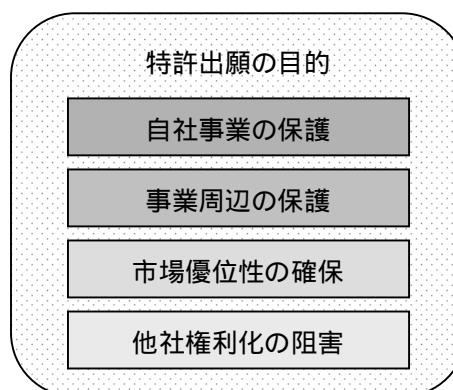 特許出願の目的
自社事業の保護
事業周辺の保護
市場優位性の確保
他社権利化の阻害